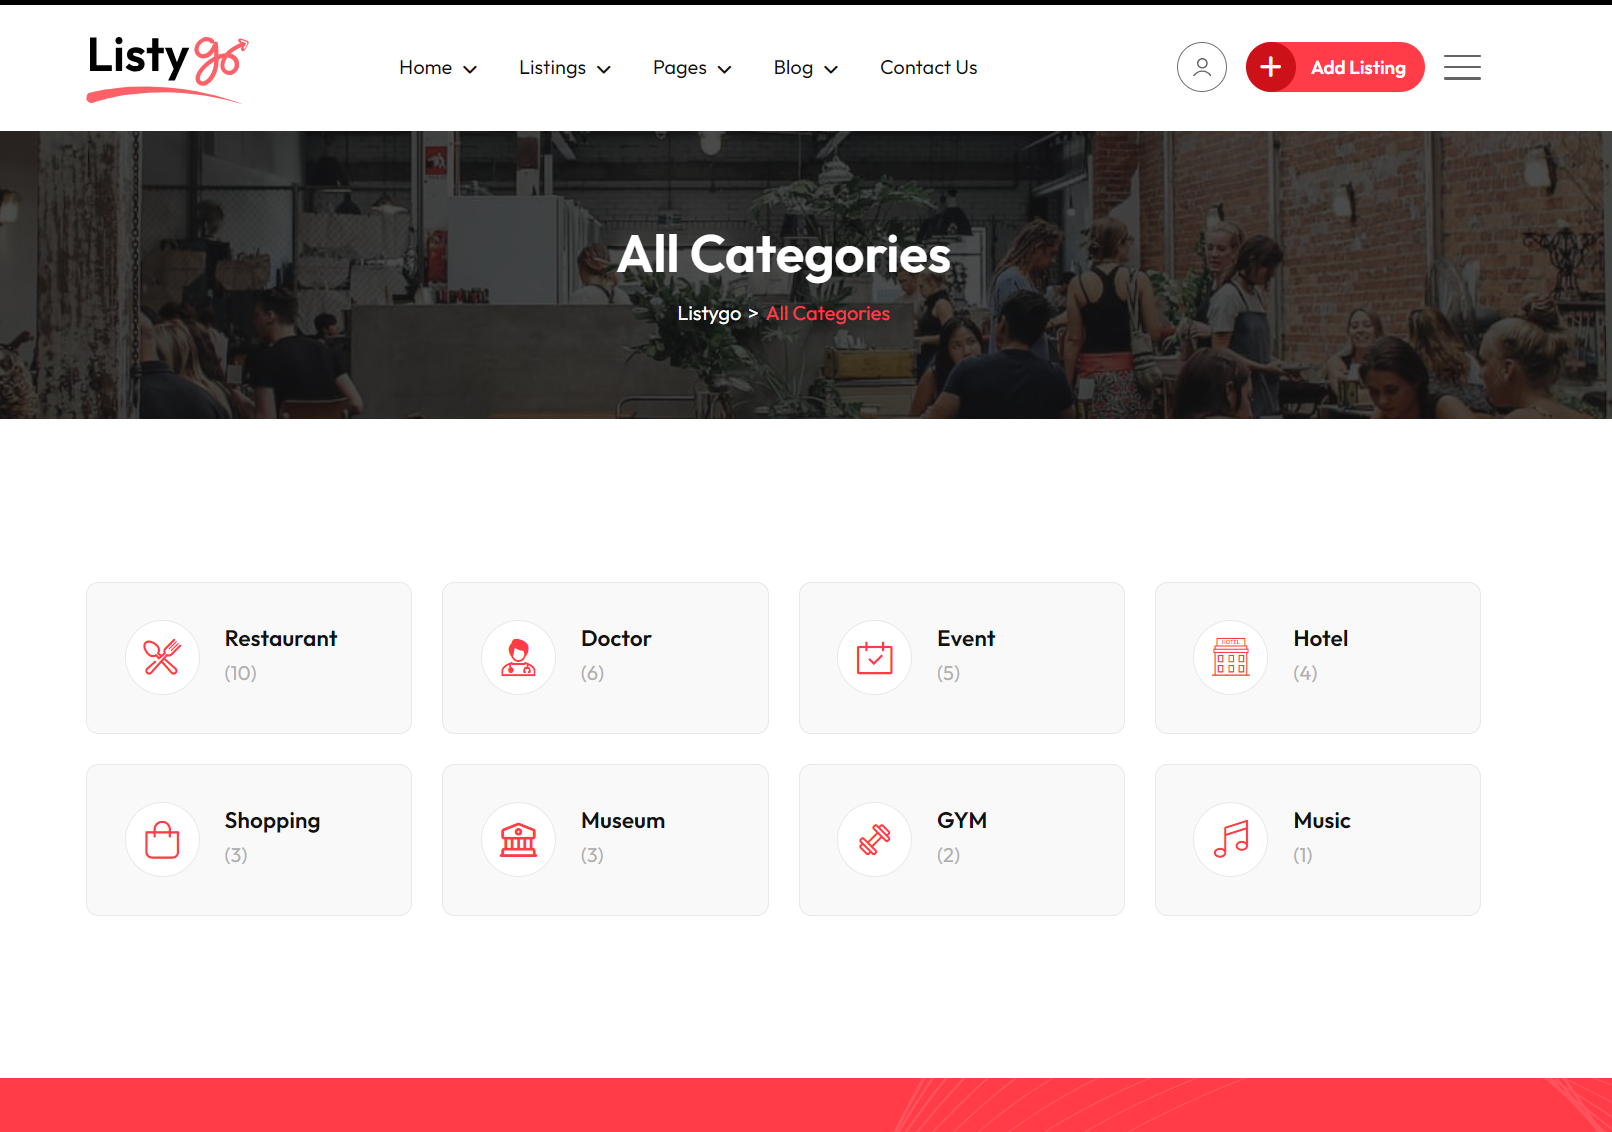 Listygo
Home
Listings
Pages
Blog
Contact Us
Add Listing
All Categories
Listygo > All Categories
Restaurant
(10)
Doctor
(6)
Event
(5)
HOTEL
Hotel
(4)
Shopping
(3)
Museum
(3)
GYM
(2)
Music
(1)